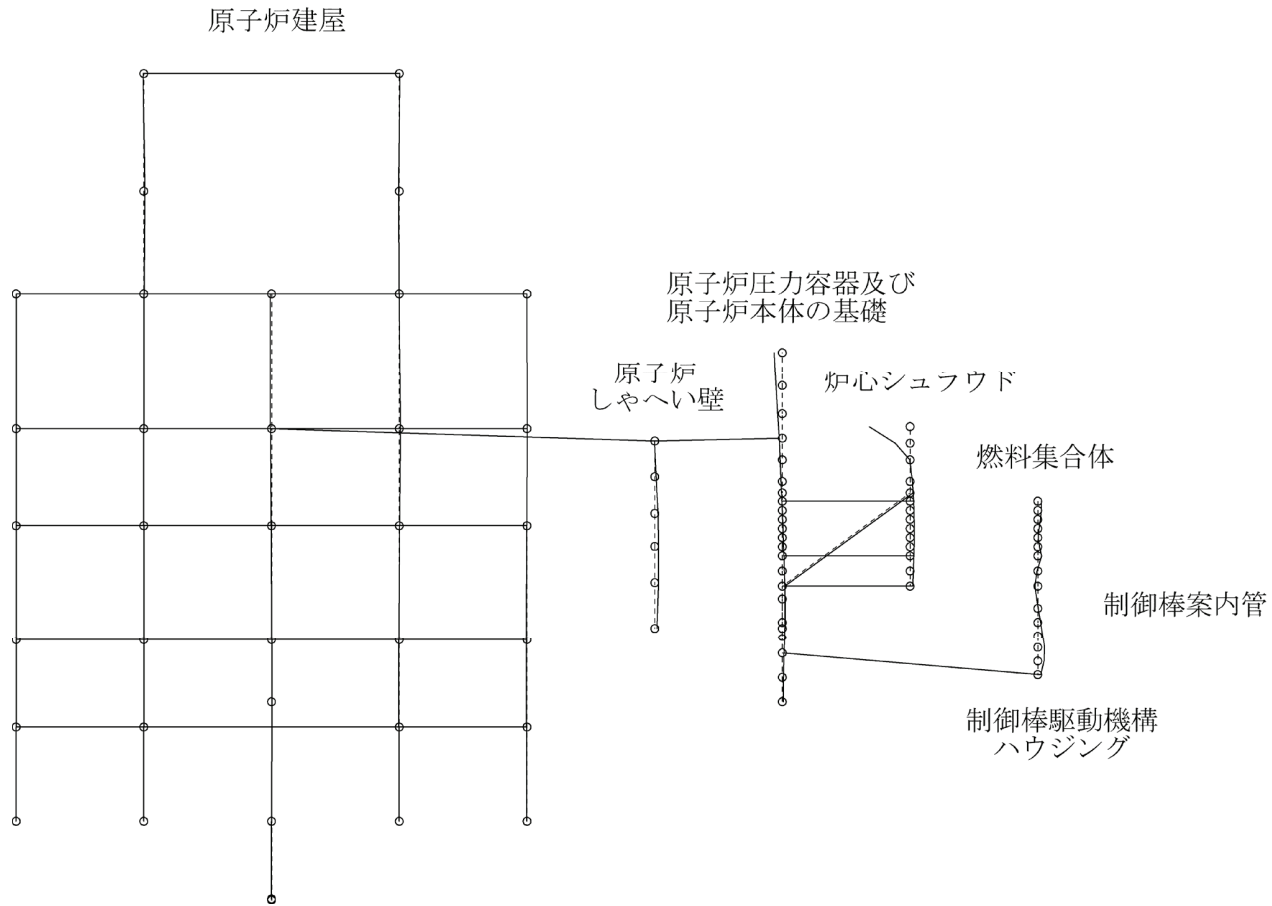 原子炉建屋
原子炉圧力容器及び
原子炉本体の基礎
原子炉
しゃへい壁
炉心シュラウド
燃料集合体
制御棒案内管
制御棒駆動機構
ハウジング